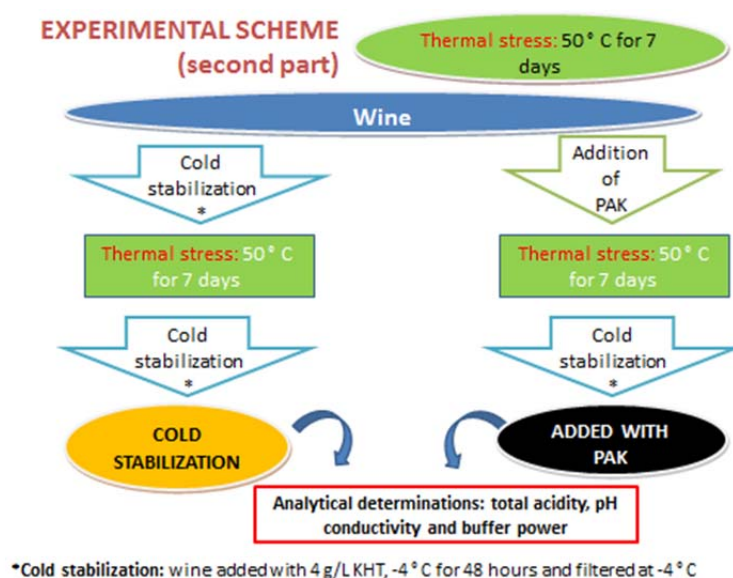 EXPERIMENTAL SCHEME
(second part)
Thermal stress: 50° C for 7
days
Wine
Cold
stabilization
*
Addition
of
PAK
Thermal stress: 50° C
for 7 days
Thermal stress: 50° C
for 7 days
Cold
stabilization
*
Cold
stabilization
*
COLD
STABILIZATION
ADDED WITH
PAK
Analytical determinations: total acidity, pH
conductivity and buffer power
*Cold stabilization: wine added with 4 g/L KHT, -4°C for 48 hours and filtered at -4°C